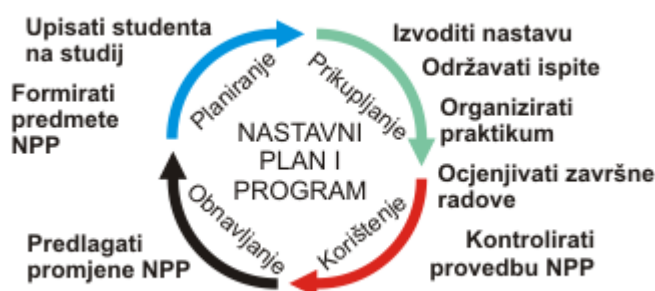 Upisati studenta
na studij
Formirati
predmete
NPP
Planiranje
Prikupljanje
Izvoditi nastavu
Održavati ispite
Organizirati
praktikum
NASTAVNI
PLAN I
PROGRAM
Ocjenjivati završne
radove
Obnavljanje
Korištenje
Predlagati
promjene NPP
Kontrolirati
provedbu NPP